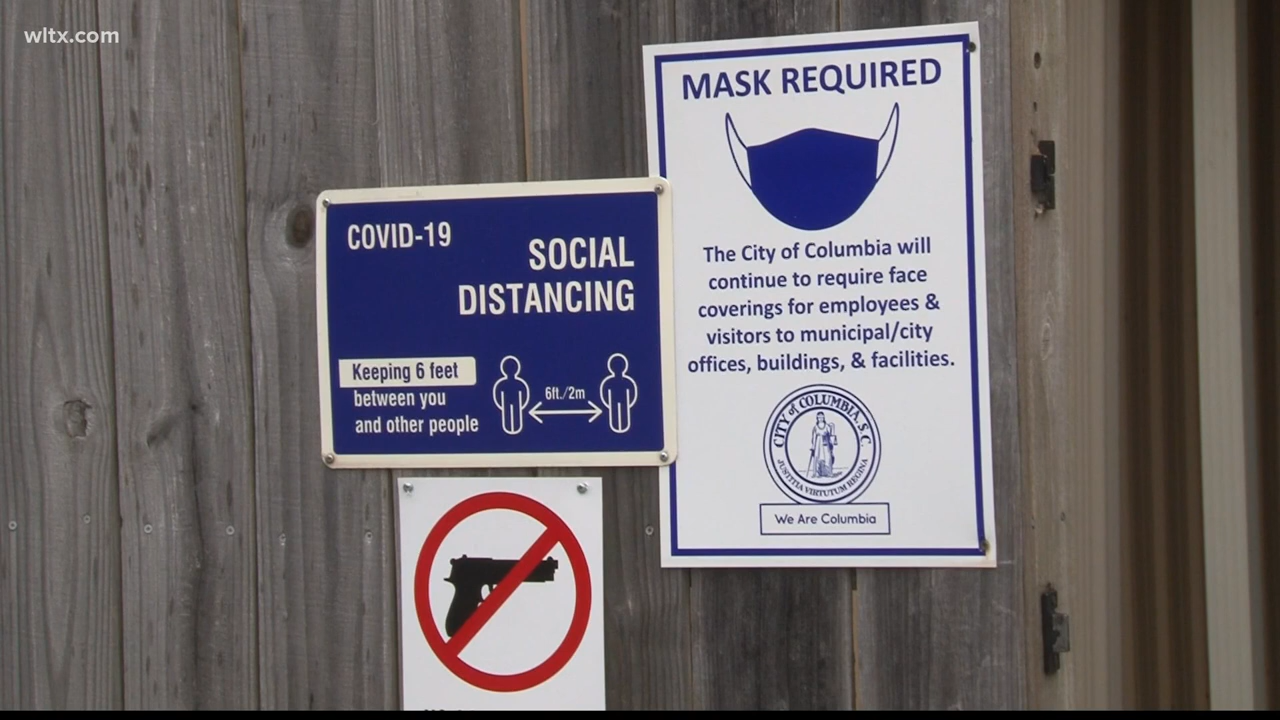 wltx.com
COVID-19
SOCIAL
DISTANCING
Keeping 6 feet
between you
and other people
6ft./2m
MASK REQUIRED
The City of Columbia will
continue to require face
coverings for employees &
visitors to municipal/city
offices, buildings, & facilities.
CITY of COLUMBIA, S.C.
JUSTITIA VIRTUTUM REGINA
We Are Columbia